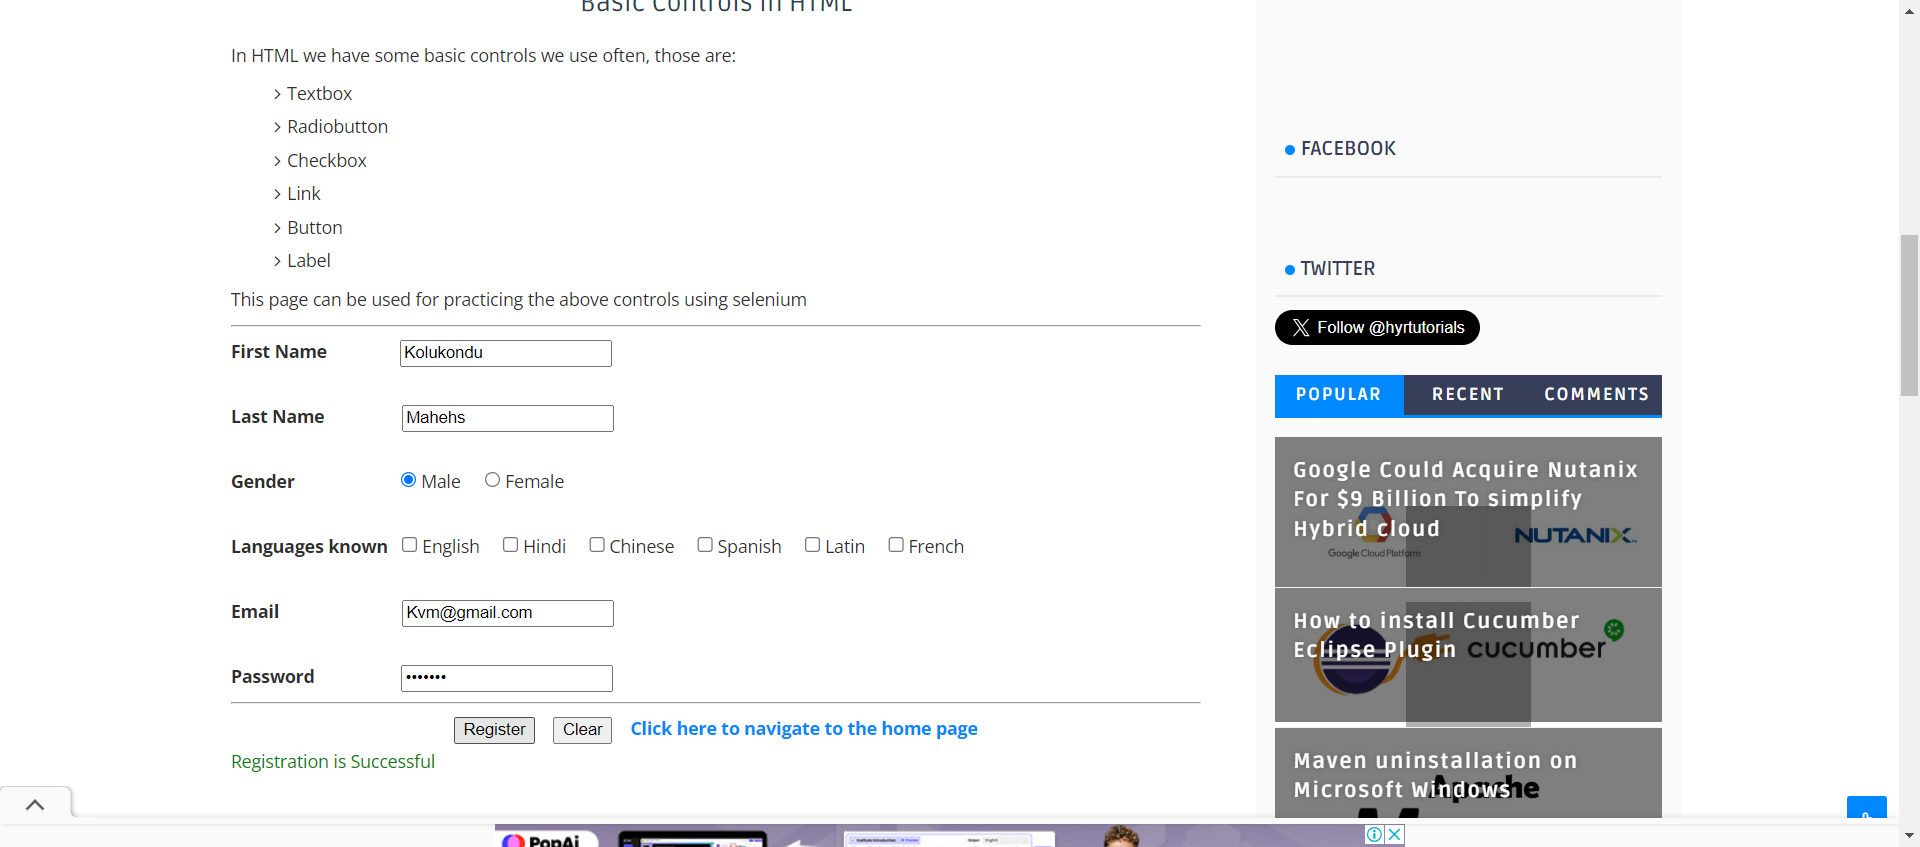 Basic Controls in HTML
In HTML we have some basic controls we use often, those are:
Textbox
Radiobutton
Checkbox
Link
Button
Label
This page can be used for practicing the above controls using selenium
First Name Kolukondu
Last Name Mahehs
Gender Male Female
Languages known English Hindi Chinese Spanish Latin French
Email Kvm@gmail.com
Password •••••••
Register Clear Click here to navigate to the home page
Registration is Successful
FACEBOOK
TWITTER
Follow @hyrtutorials
POPULAR RECENT COMMENTS
Google Could Acquire Nutanix
For $9 Billion To simplify
Hybrid cloud
NUTANIX
Google Cloud Platform
How to install Cucumber
Eclipse Plugin
cucumber
Maven uninstallation on
Microsoft Windows
Apache
PopAi